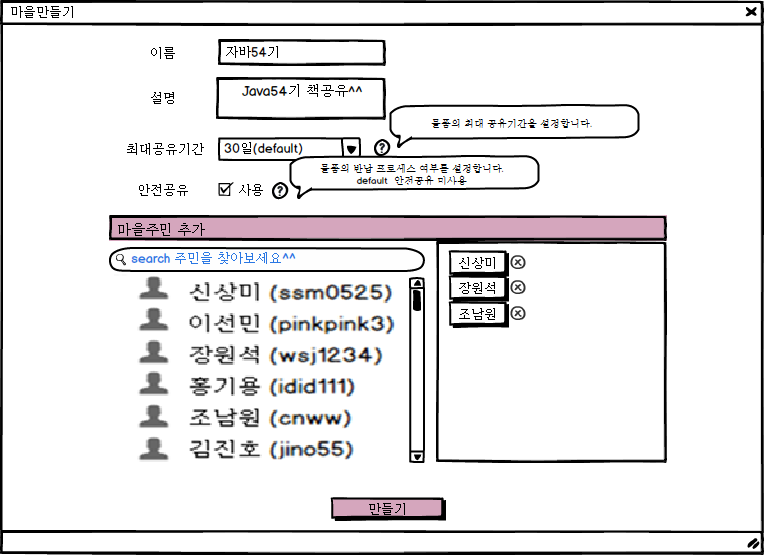 마을만들기
이름
자바54기
설명
Java54기 책공유^^
물품의 최대 공유기간을 설정합니다.
최대공유기간
30일(default)
?
물품의 반납 프로세스 여부를 설정합니다.
default 안전공유 미사용
안전공유
사용
?
마을주민 추가
search 주민을 찾아보세요^^
신상미 (ssm0525)
이선민 (pinkpink3)
장원석 (wsj1234)
홍기용 (idid111)
조남원 (cnww)
김진호 (jino55)
신상미
장원석
조남원
만들기